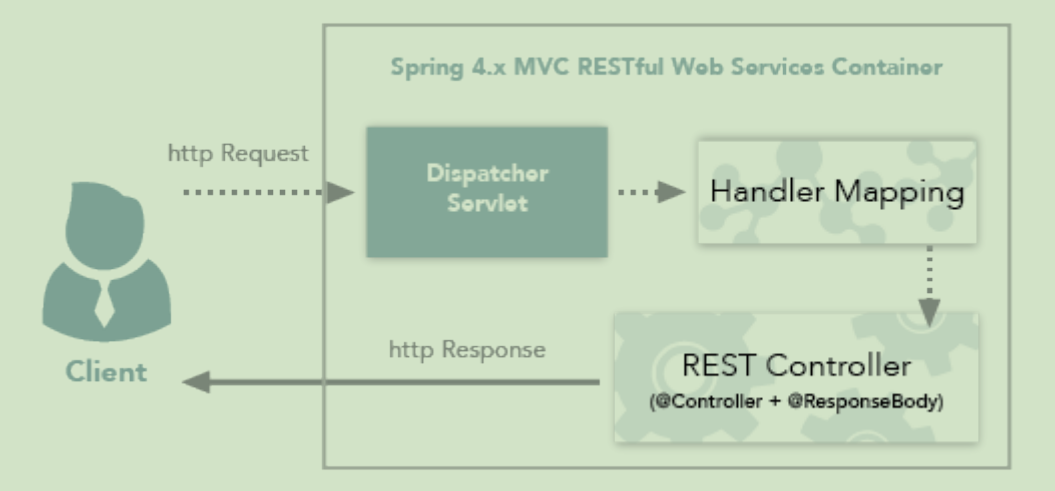 Spring 4.x MVC RESTful Web Services Container
http Request
Dispatcher
Servlet
Handler Mapping
Client
http Response
REST Controller
(@Controller + @ResponseBody)